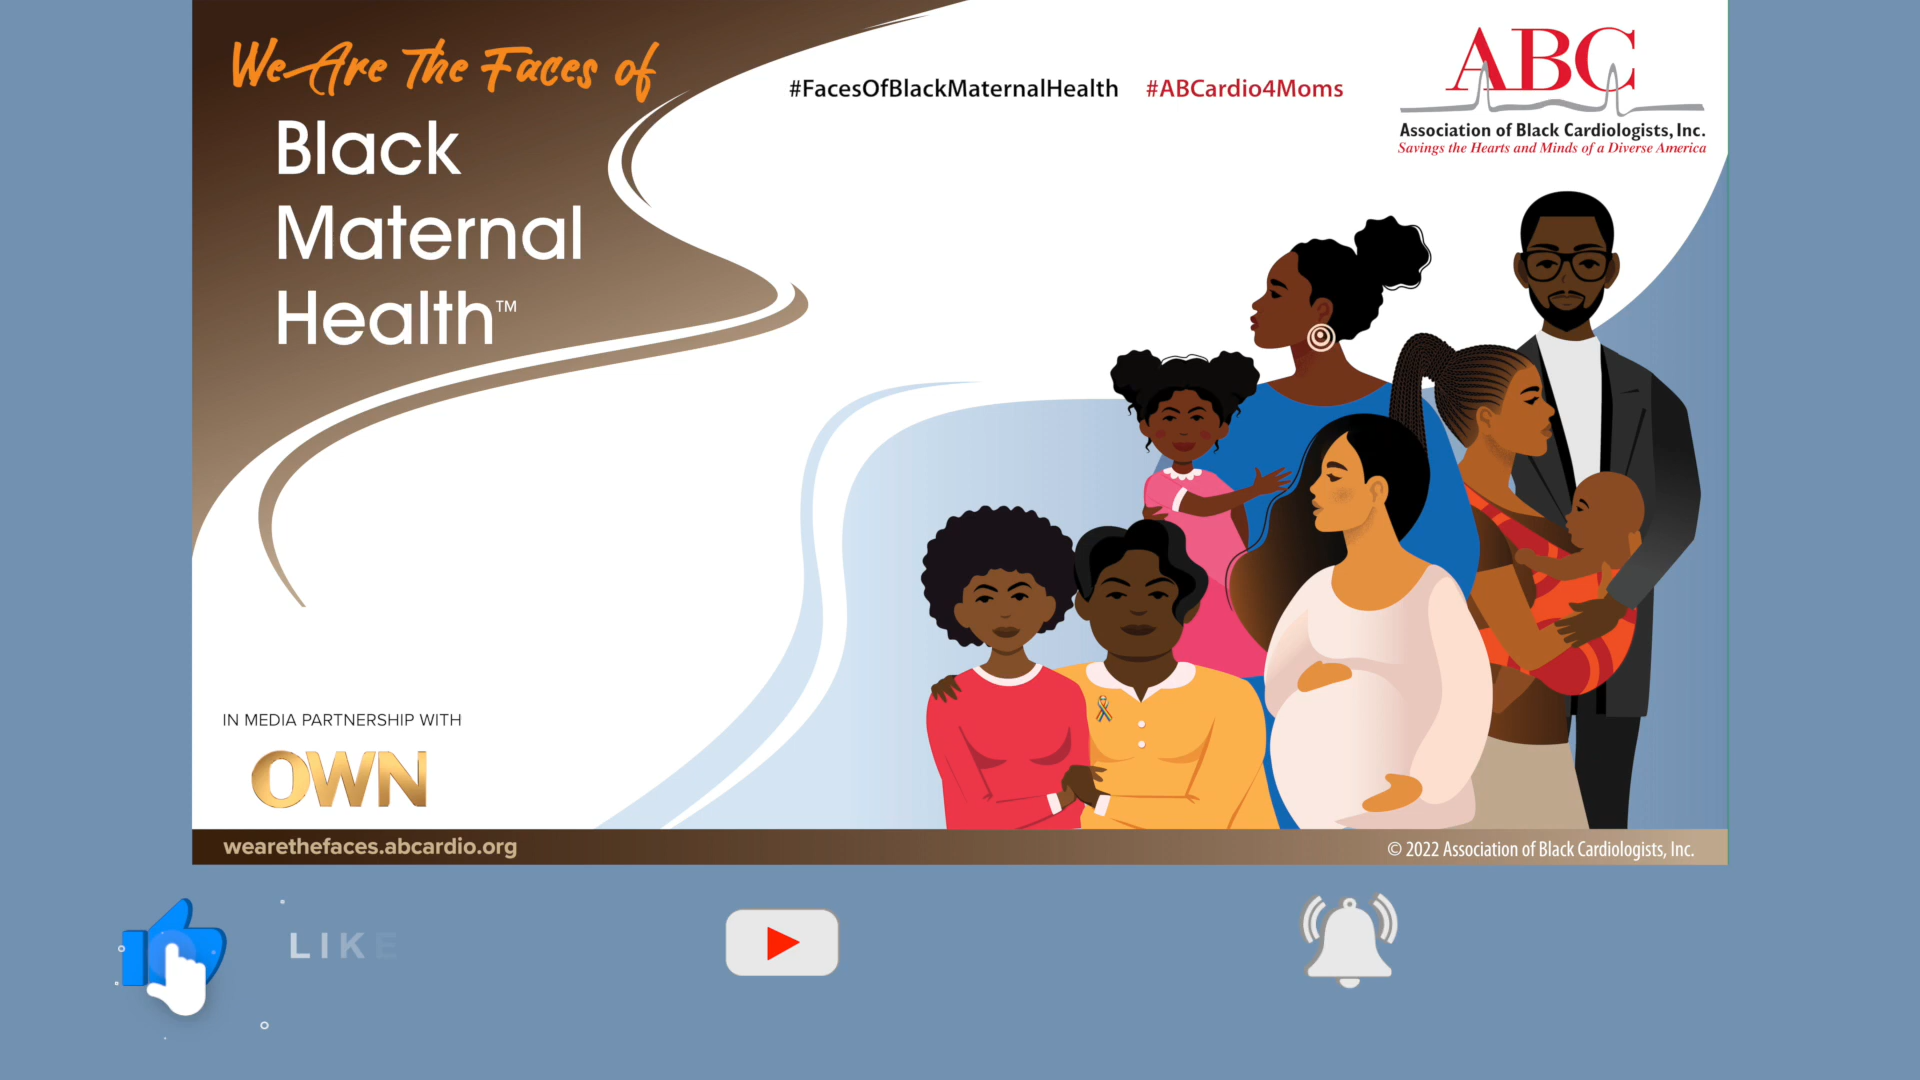 We Are The Faces of
Black
Maternal
Health™
#FacesOfBlackMaternalHealth #ABCardio4Moms
ABC
Association of Black Cardiologists, Inc.
Savings the Hearts and Minds of a Diverse America
IN MEDIA PARTNERSHIP WITH
OWN
wearethefaces.abcardio.org
© 2022 Association of Black Cardiologists, Inc.
LIKE